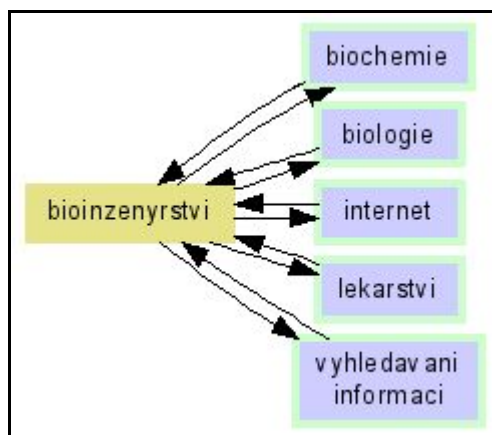 biochemie
biologie
bioinzenyrstvi
internet
lekarstvi
vyhledavani
informaci